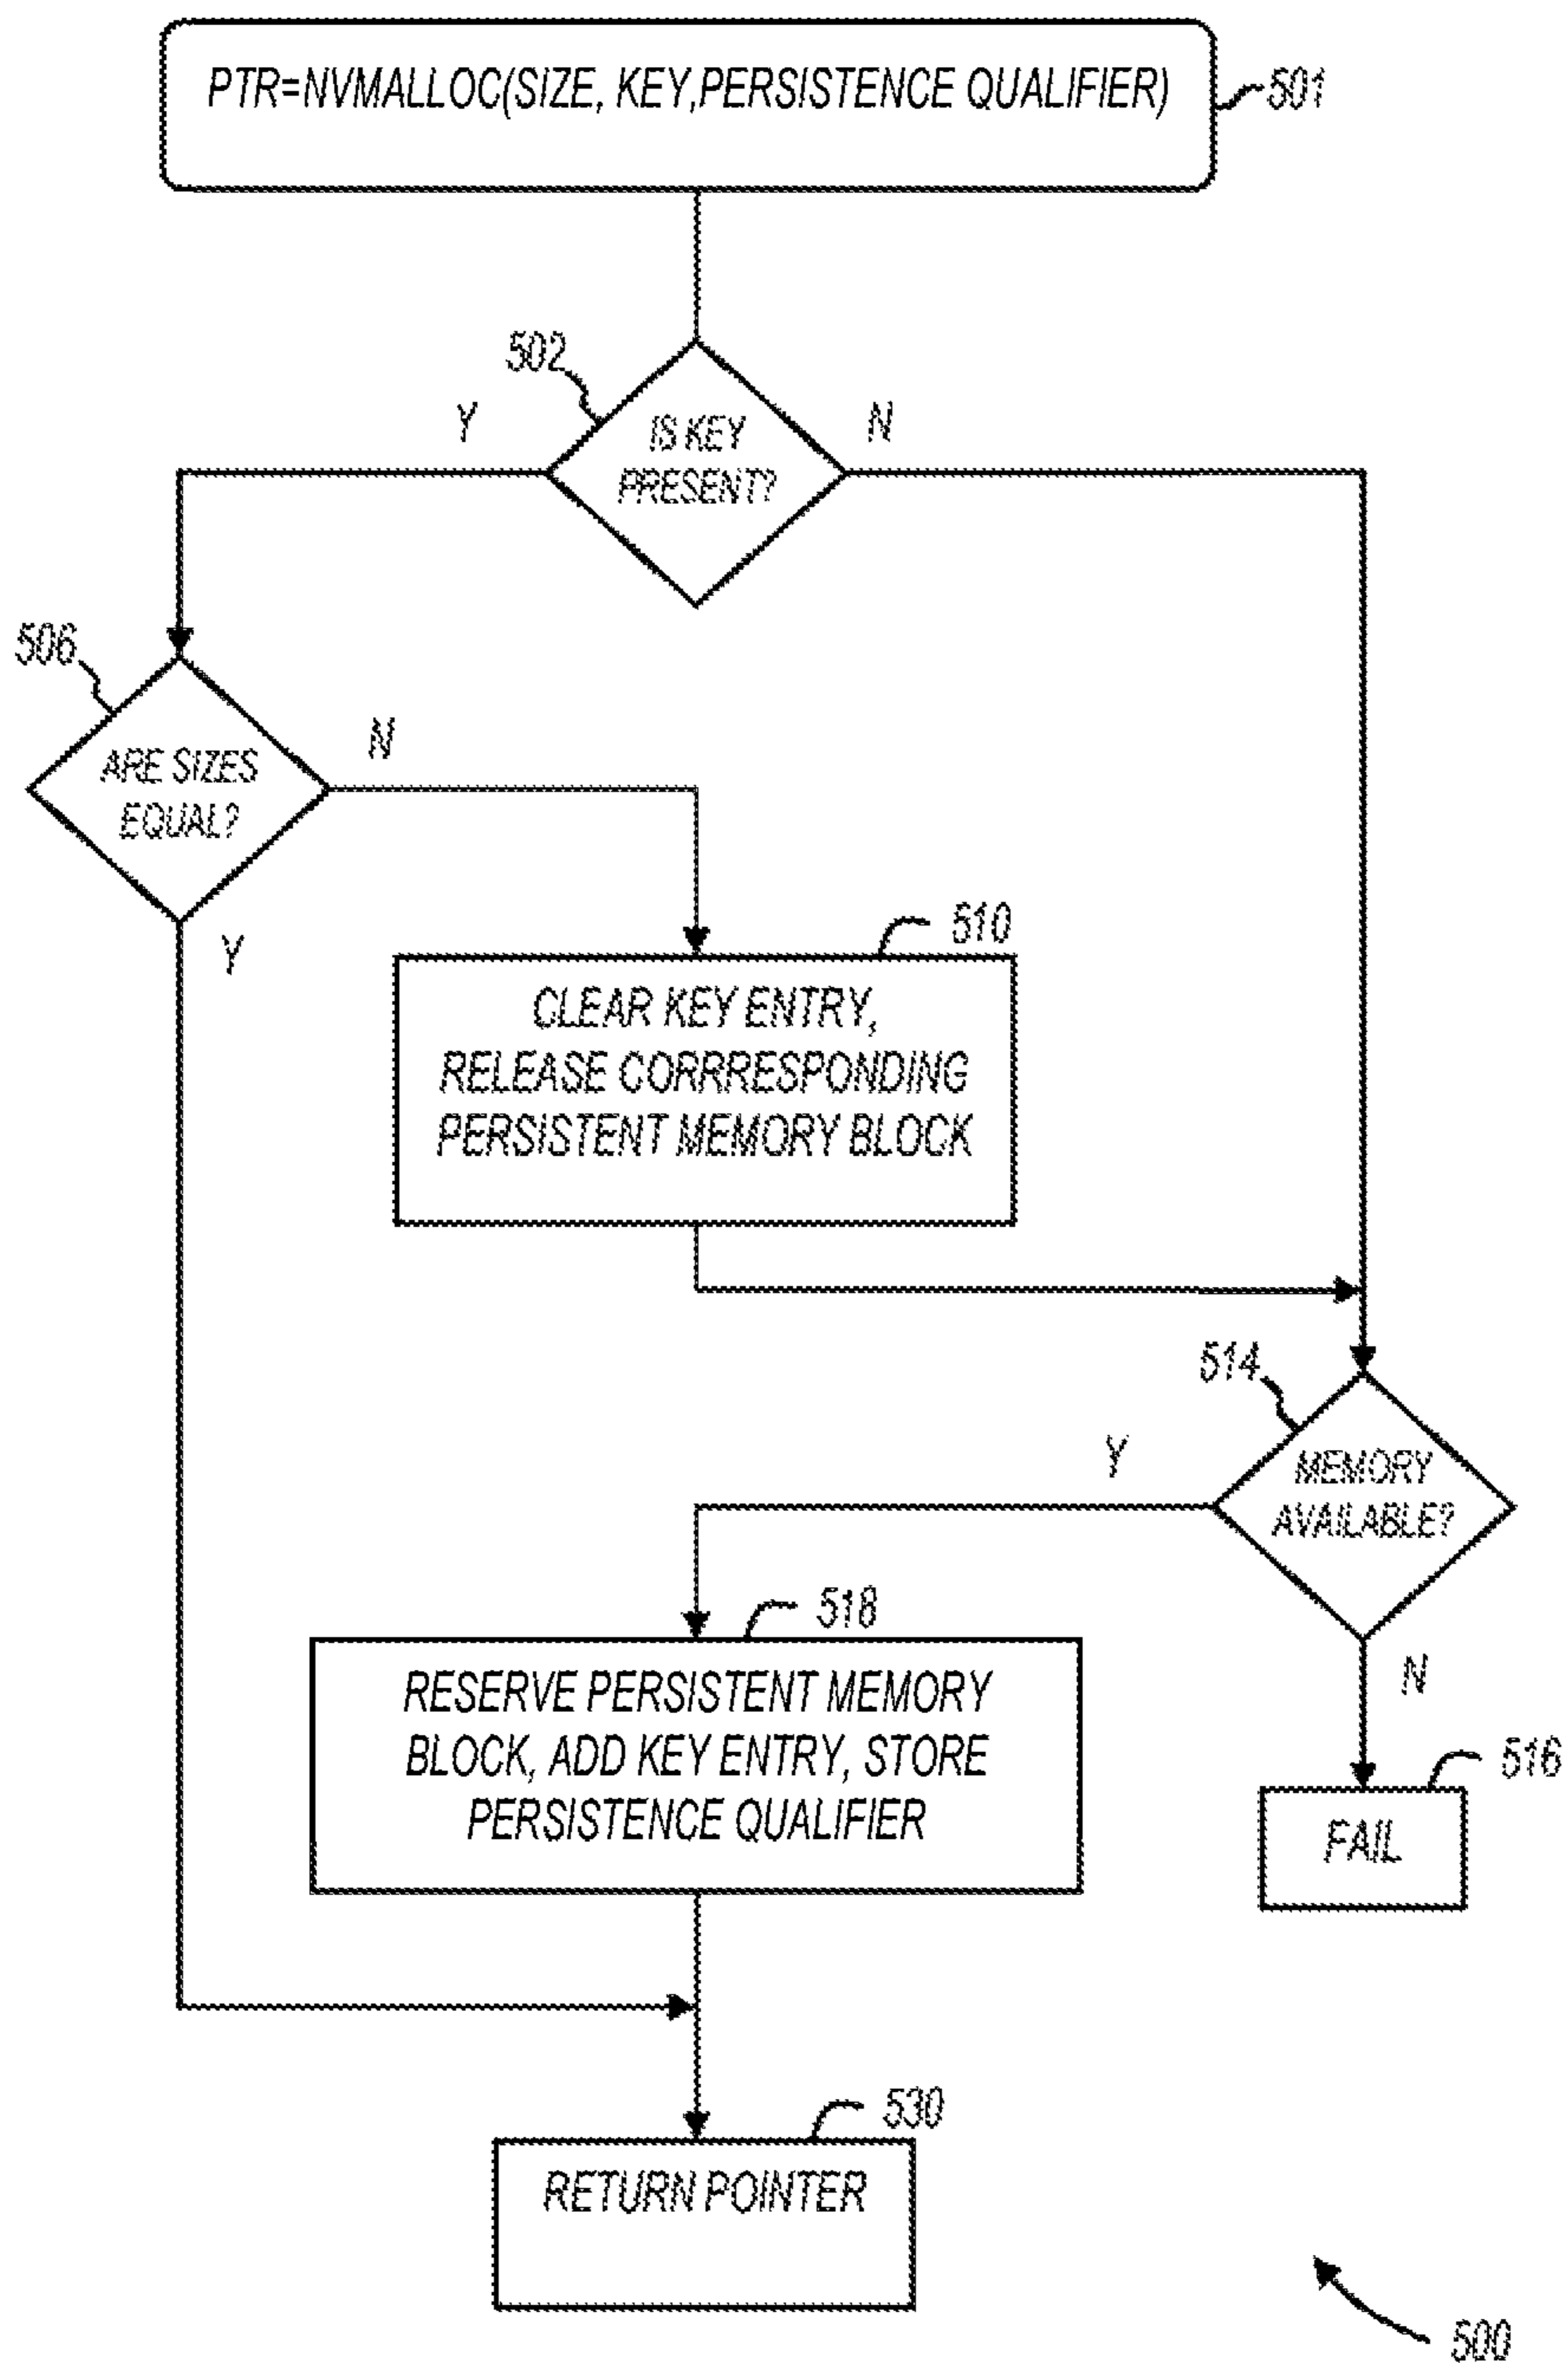 PTR=NVMALLOC(SIZE, KEY,PERSISTENCE QUALIFIER)
501
502
Y
N
IS KEY
PRESENT?
506
N
ARE SIZES
EQUAL?
Y
510
CLEAR KEY ENTRY,
RELEASE CORRRESPONDING
PERSISTENT MEMORY BLOCK
514
Y
MEMORY
AVAILABLE?
N
518
RESERVE PERSISTENT MEMORY
BLOCK, ADD KEY ENTRY, STORE
PERSISTENCE QUALIFIER
516
FAIL
530
RETURN POINTER
500